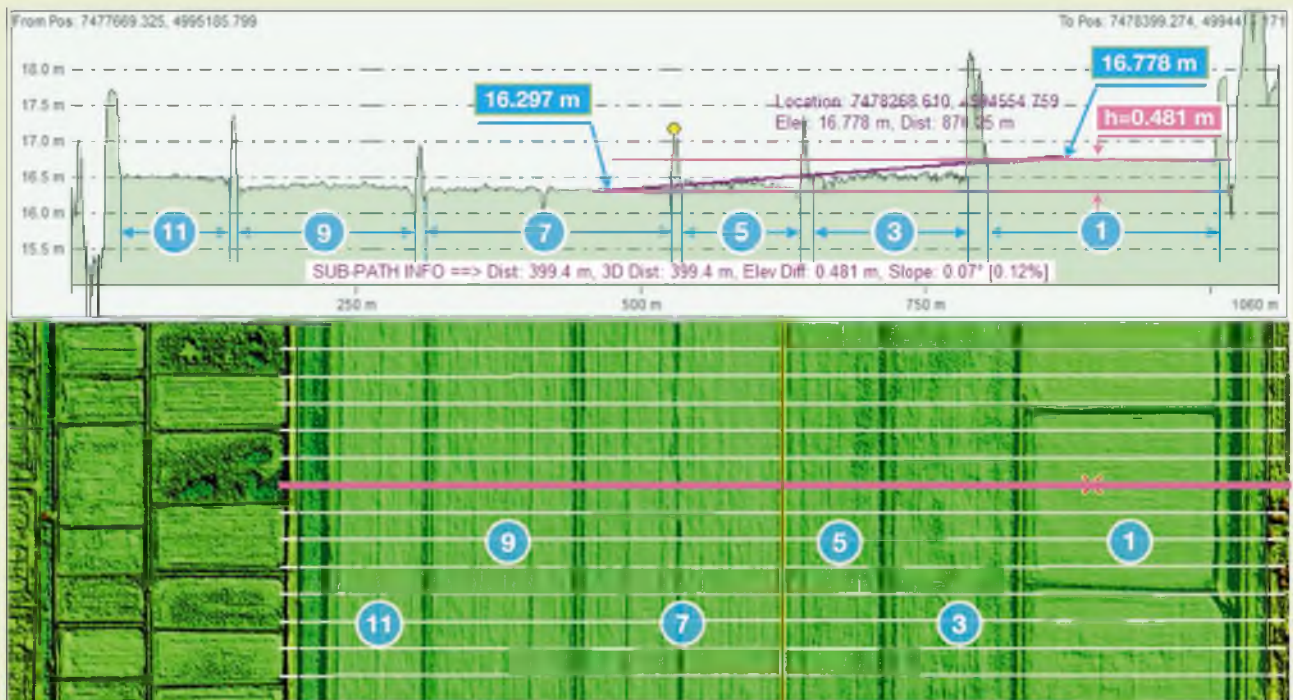 From Pos: 7477669.325, 4995185.799
To Pos: 7478399.274,
18.0 m
16.778 m
17.5 m
16.297 m
Location: 7478268.610, 4994554.759
h=0.481 m
Elev: 16.778 m, Dist:
17.0 m
16.5 m
16.0 m
11
9
7
5
3
1
15.5 m
SUB-PATH INFO ==> Dist: 399.4 m, 3D Dist: 399.4 m, Elev Diff: 0.481 m, Slope: 0.07° [0.12%]
250 m
500 m
750 m
1060 m
9
5
1
11
7
3